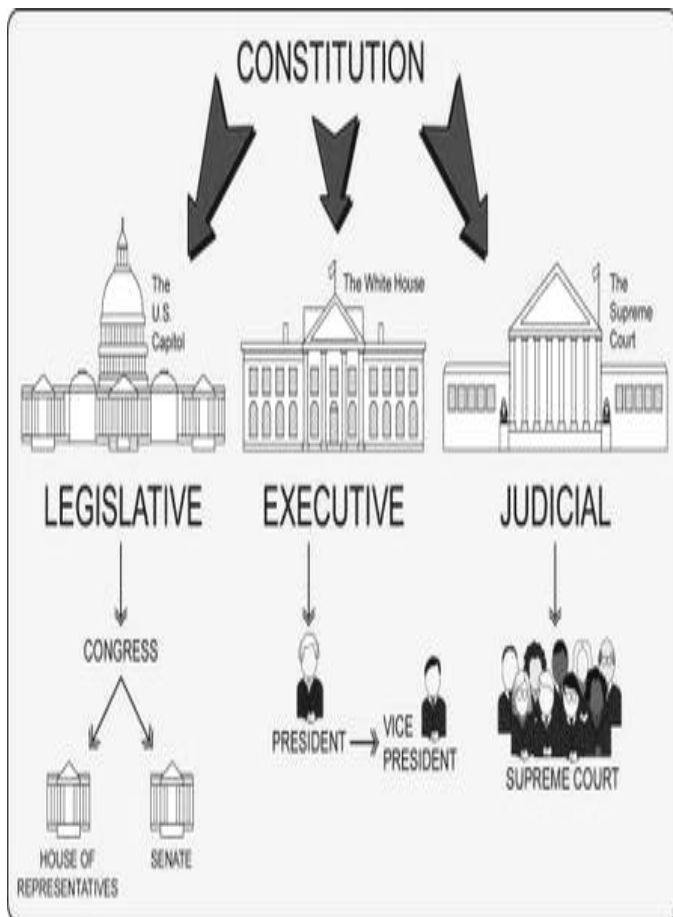 CONSTITUTION
The
U.S.
Capitol
The White House
The
Supreme
Court
LEGISLATIVE
EXECUTIVE
JUDICIAL
CONGRESS
PRESIDENT
VICE
PRESIDENT
SUPREME COURT
HOUSE OF
REPRESENTATIVES
SENATE